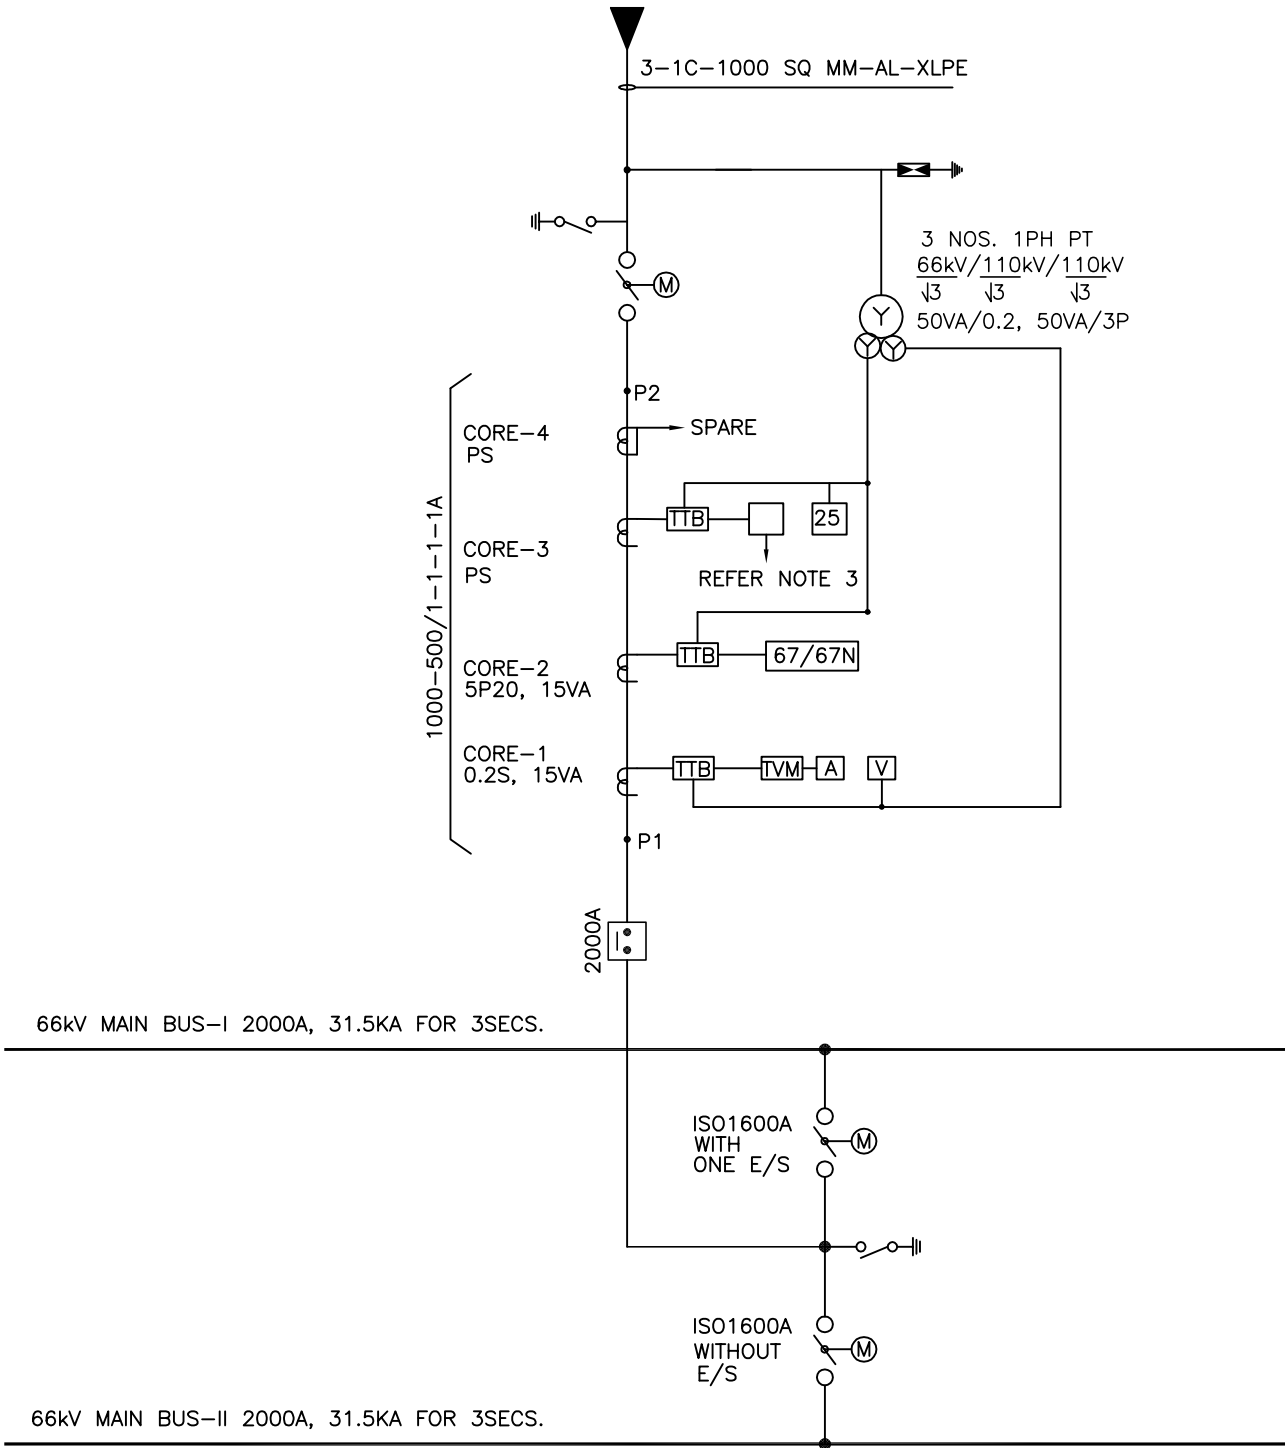 3-1C-1000 SQ MM-AL-XLPE
3 NOS. 1PH PT
66kV/110kV/110kV
√3 √3 √3
50VA/0.2, 50VA/3P
M
Y
Y Y
P2
CORE-4
PS
SPARE
TTB
25
CORE-3
PS
REFER NOTE 3
1000-500/1-1-1-1A
TTB
67/67N
CORE-2
5P20, 15VA
CORE-1
0.2S, 15VA
TTB
TVM
A
V
P1
2000A
66kV MAIN BUS-I 2000A, 31.5KA FOR 3SECS.
ISO1600A
WITH
ONE E/S
M
ISO1600A
WITHOUT
E/S
M
66kV MAIN BUS-II 2000A, 31.5KA FOR 3SECS.